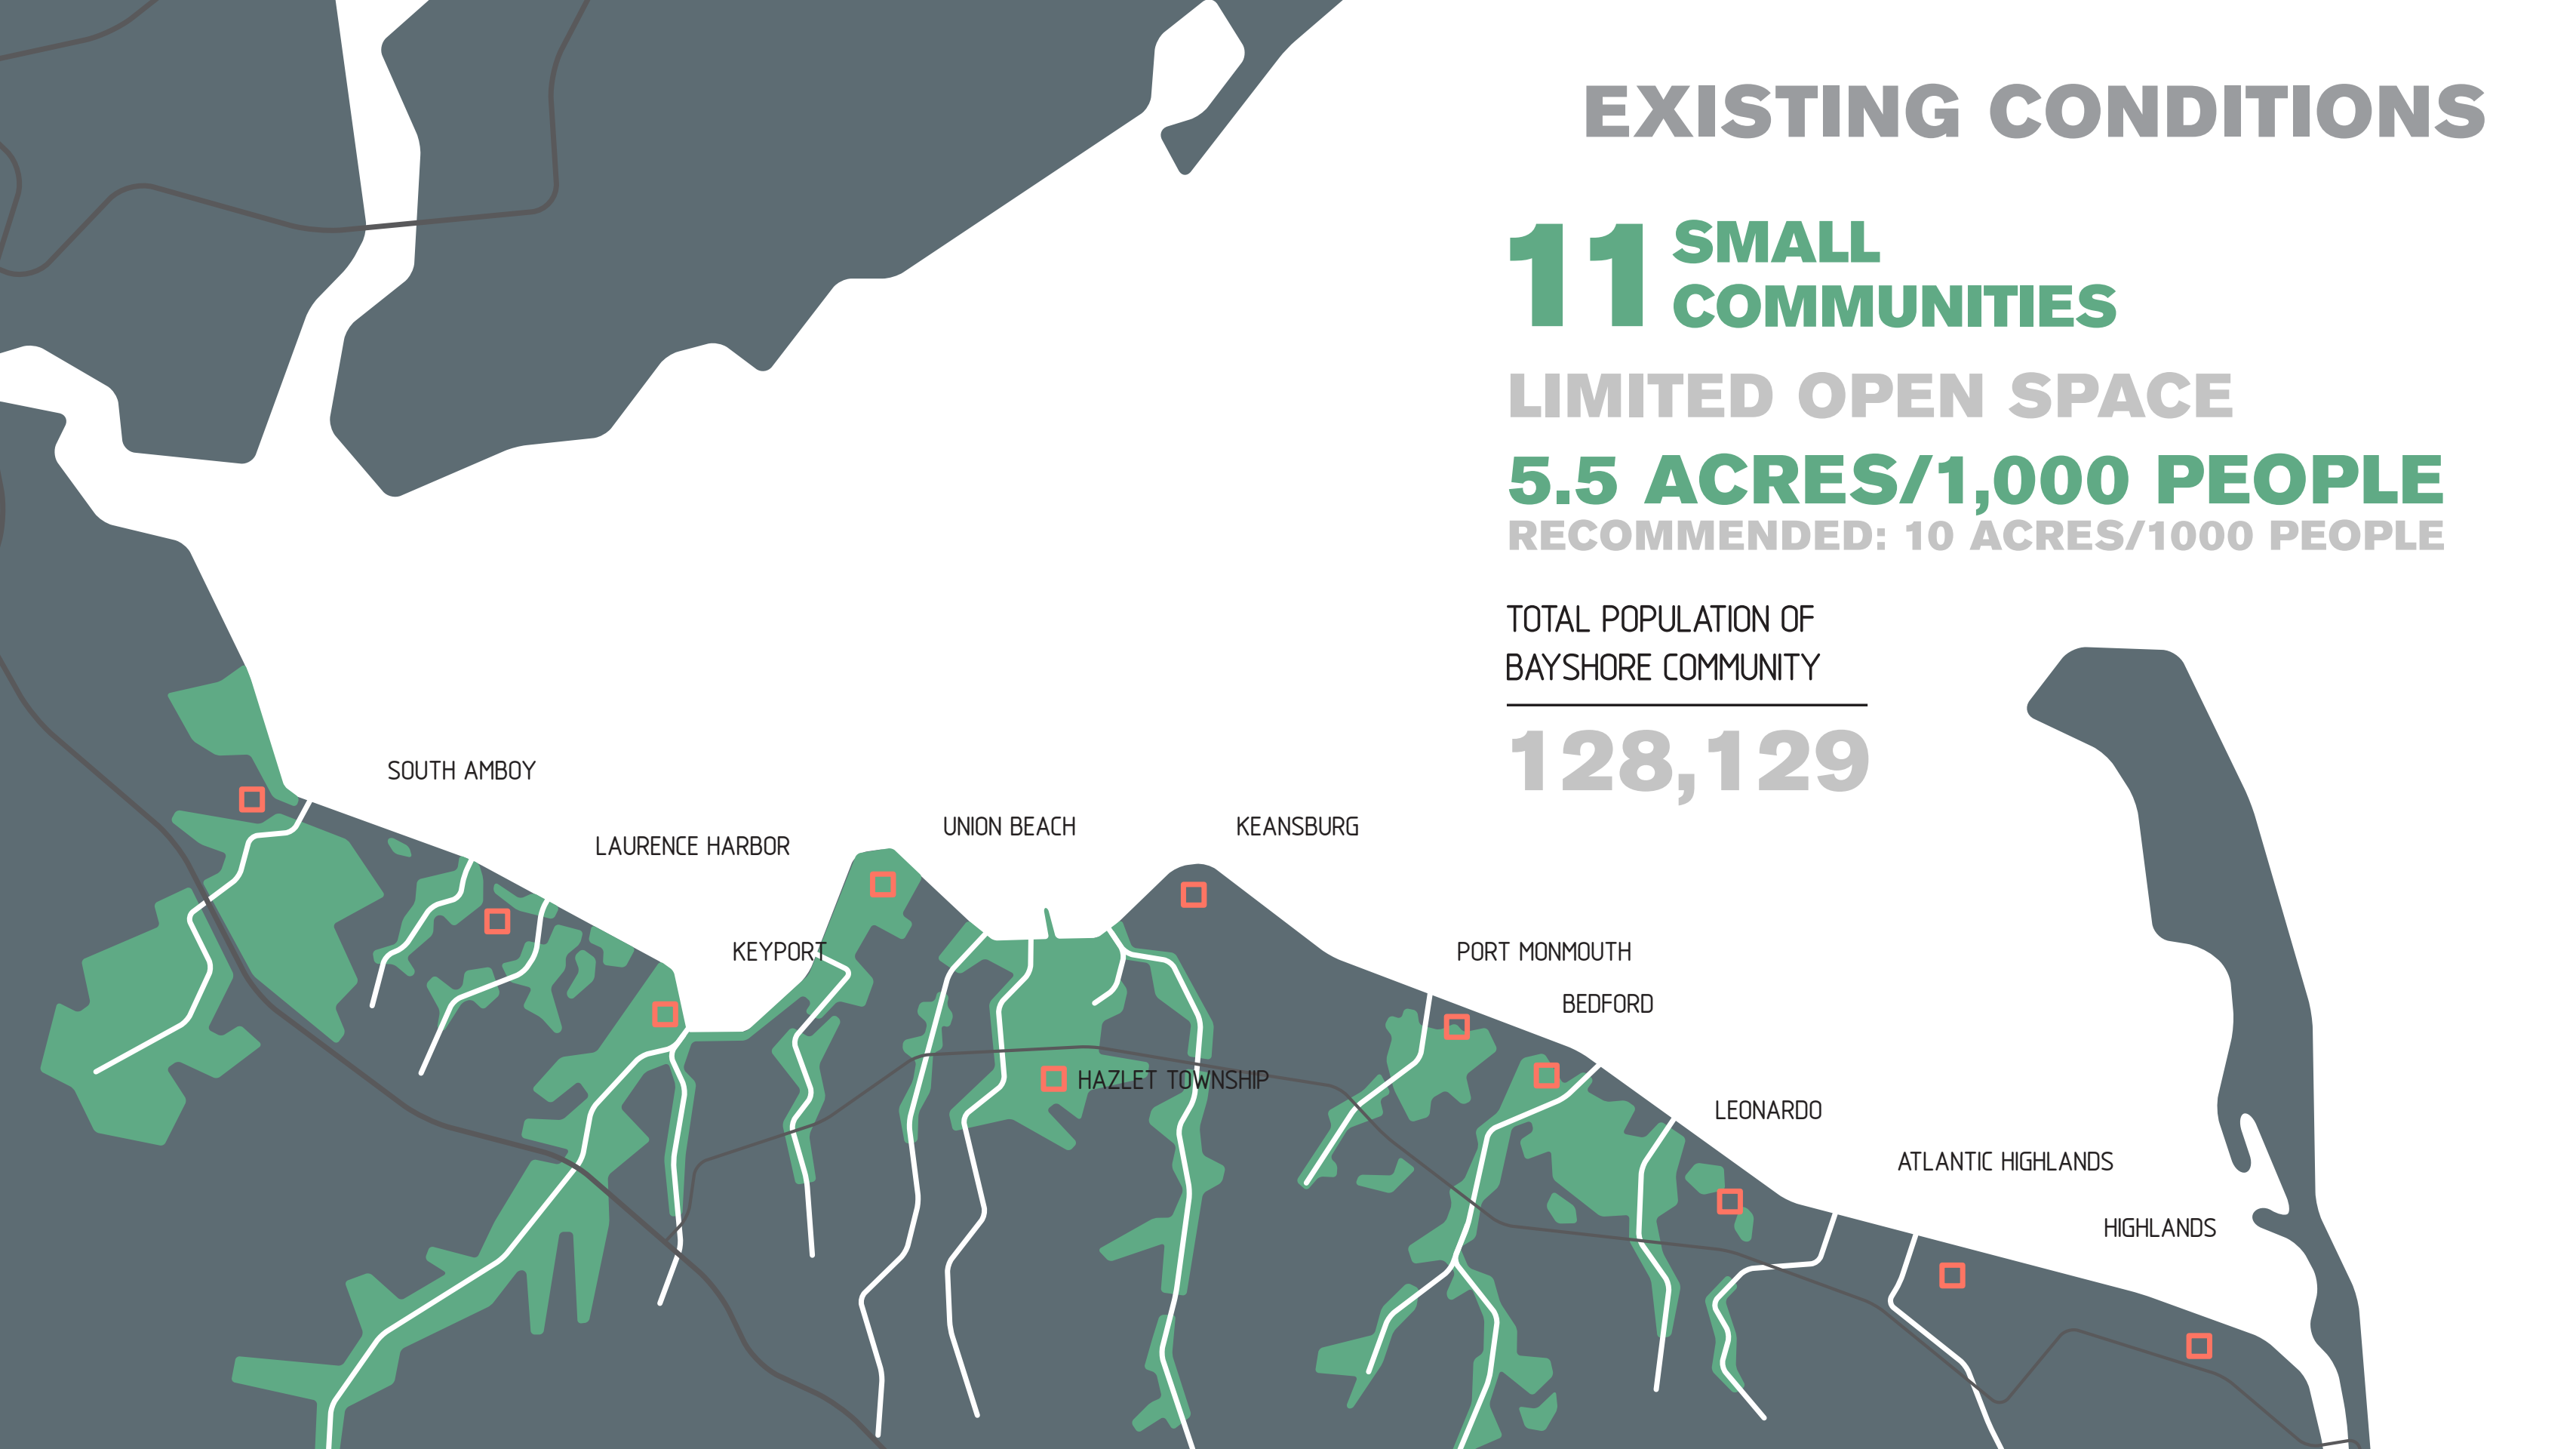 EXISTING CONDITIONS
11 SMALL
COMMUNITIES
LIMITED OPEN SPACE
5.5 ACRES/1,000 PEOPLE
RECOMMENDED: 10 ACRES/1000 PEOPLE
TOTAL POPULATION OF
BAYSHORE COMMUNITY
128,129
SOUTH AMBOY
LAURENCE HARBOR
KEYPORT
UNION BEACH
KEANSBURG
HAZLET TOWNSHIP
PORT MONMOUTH
BEDFORD
LEONARDO
ATLANTIC HIGHLANDS
HIGHLANDS